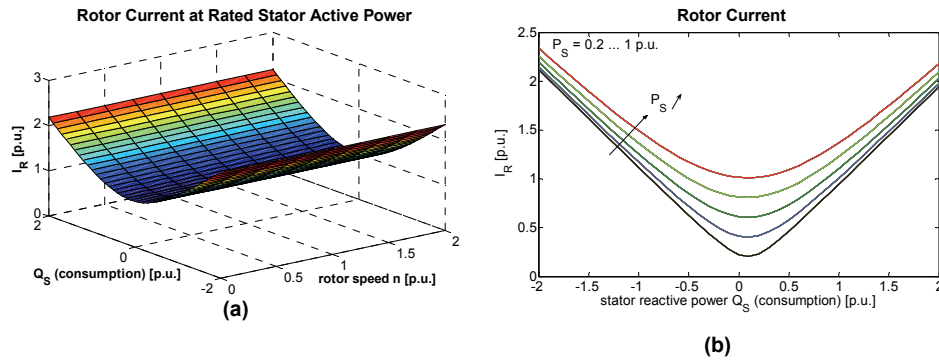 Rotor Current at Rated Stator Active Power
3
2
1
0
I_R [p.u.]
2
0
-2
Q_S (consumption) [p.u.]
0
0.5
1
1.5
2
rotor speed n [p.u.]
(a)
Rotor Current
P_S = 0.2 ... 1 p.u.
P_S
2.5
2
1.5
1
0.5
0
I_R [p.u.]
-2 -1.5 -1 -0.5 0 0.5 1 1.5 2
stator reactive power Q_S (consumption) [p.u.]
(b)